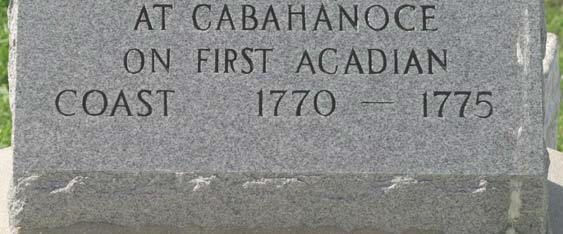 AT CABAHANOCE
ON FIRST ACADIAN
COAST 1770 — 1775